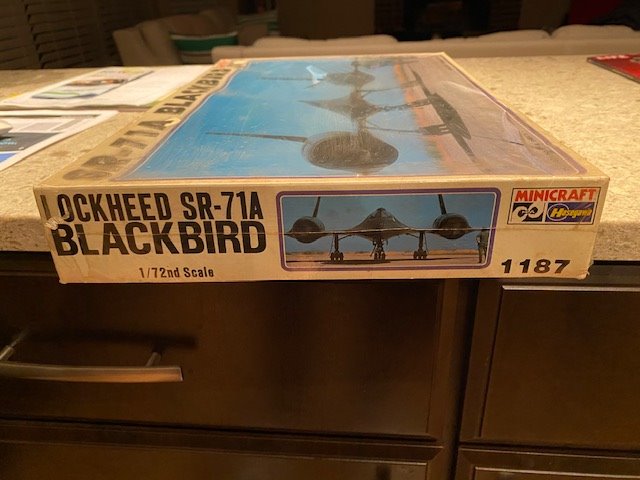 SR-71A BLACKBIRD
LOCKHEED SR-71A
BLACKBIRD
1/72nd Scale
MINICRAFT
Hasegawa
1187